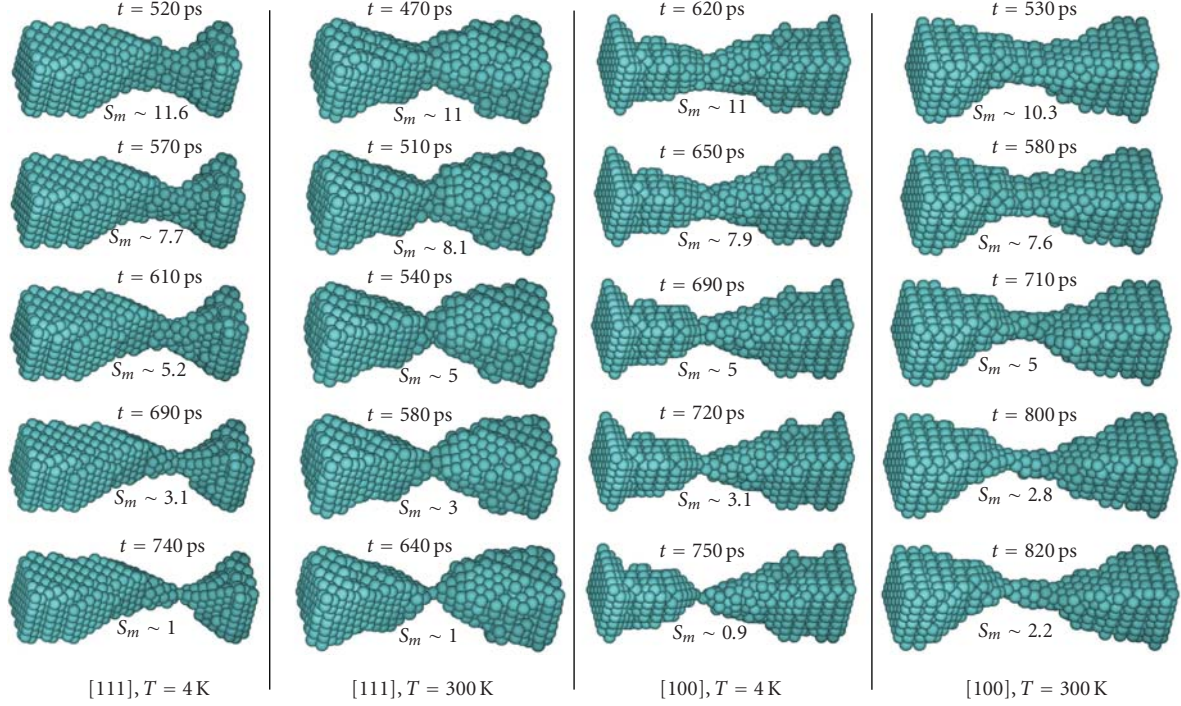 t = 520 ps
S_m ~ 11.6
t = 570 ps
S_m ~ 7.7
t = 610 ps
S_m ~ 5.2
t = 690 ps
S_m ~ 3.1
t = 740 ps
S_m ~ 1
[111], T = 4 K
t = 470 ps
S_m ~ 11
t = 510 ps
S_m ~ 8.1
t = 540 ps
S_m ~ 5
t = 580 ps
S_m ~ 3
t = 640 ps
S_m ~ 1
[111], T = 300 K
t = 620 ps
S_m ~ 11
t = 650 ps
S_m ~ 7.9
t = 690 ps
S_m ~ 5
t = 720 ps
S_m ~ 3.1
t = 750 ps
S_m ~ 0.9
[100], T = 4 K
t = 530 ps
S_m ~ 10.3
t = 580 ps
S_m ~ 7.6
t = 710 ps
S_m ~ 5
t = 800 ps
S_m ~ 2.8
t = 820 ps
S_m ~ 2.2
[100], T = 300 K